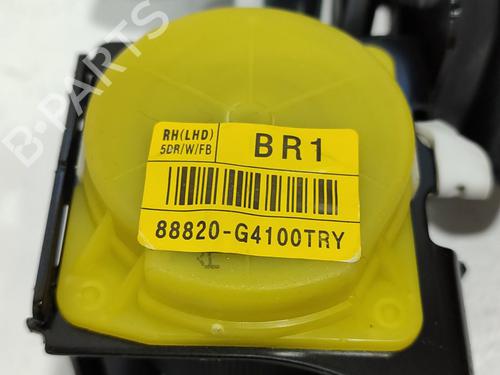 B-PARTS
RH(LHD)
5DR/W/FB
BR1
88820-G4100TRY